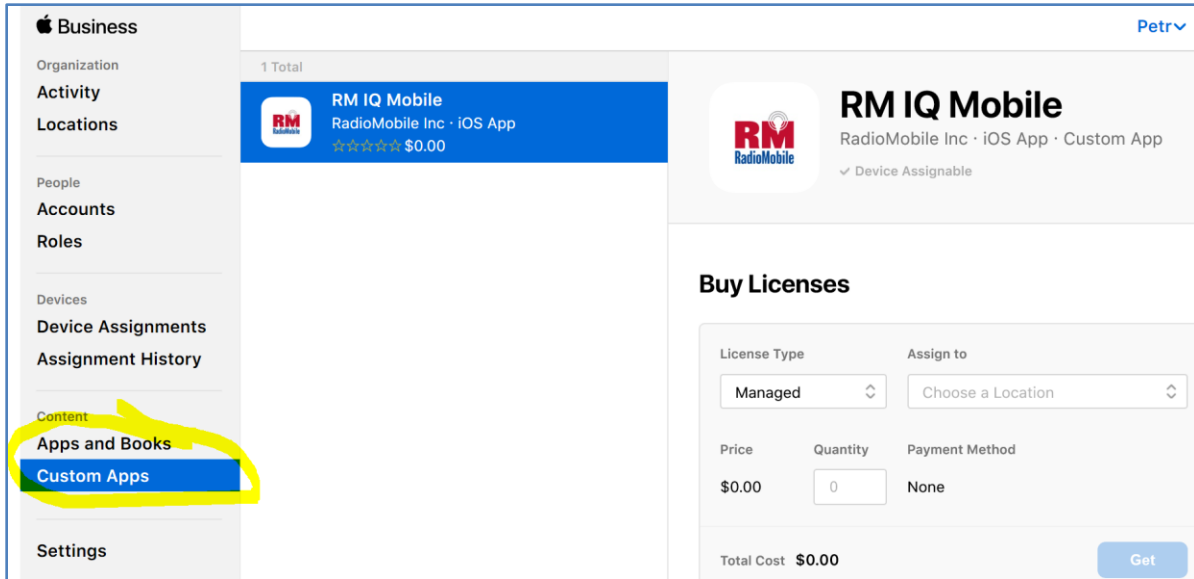 Business
Petr
Organization
Activity
Locations
People
Accounts
Roles
Devices
Device Assignments
Assignment History
Content
Apps and Books
Custom Apps
Settings
1 Total
RM
RadioMobile
RM IQ Mobile
RadioMobile Inc · iOS App
☆☆☆☆☆ $0.00
RM
RadioMobile
RM IQ Mobile
RadioMobile Inc · iOS App · Custom App
✓ Device Assignable
Buy Licenses
License Type
Assign to
Managed
Choose a Location
Price
Quantity
Payment Method
$0.00
0
None
Total Cost $0.00
Get